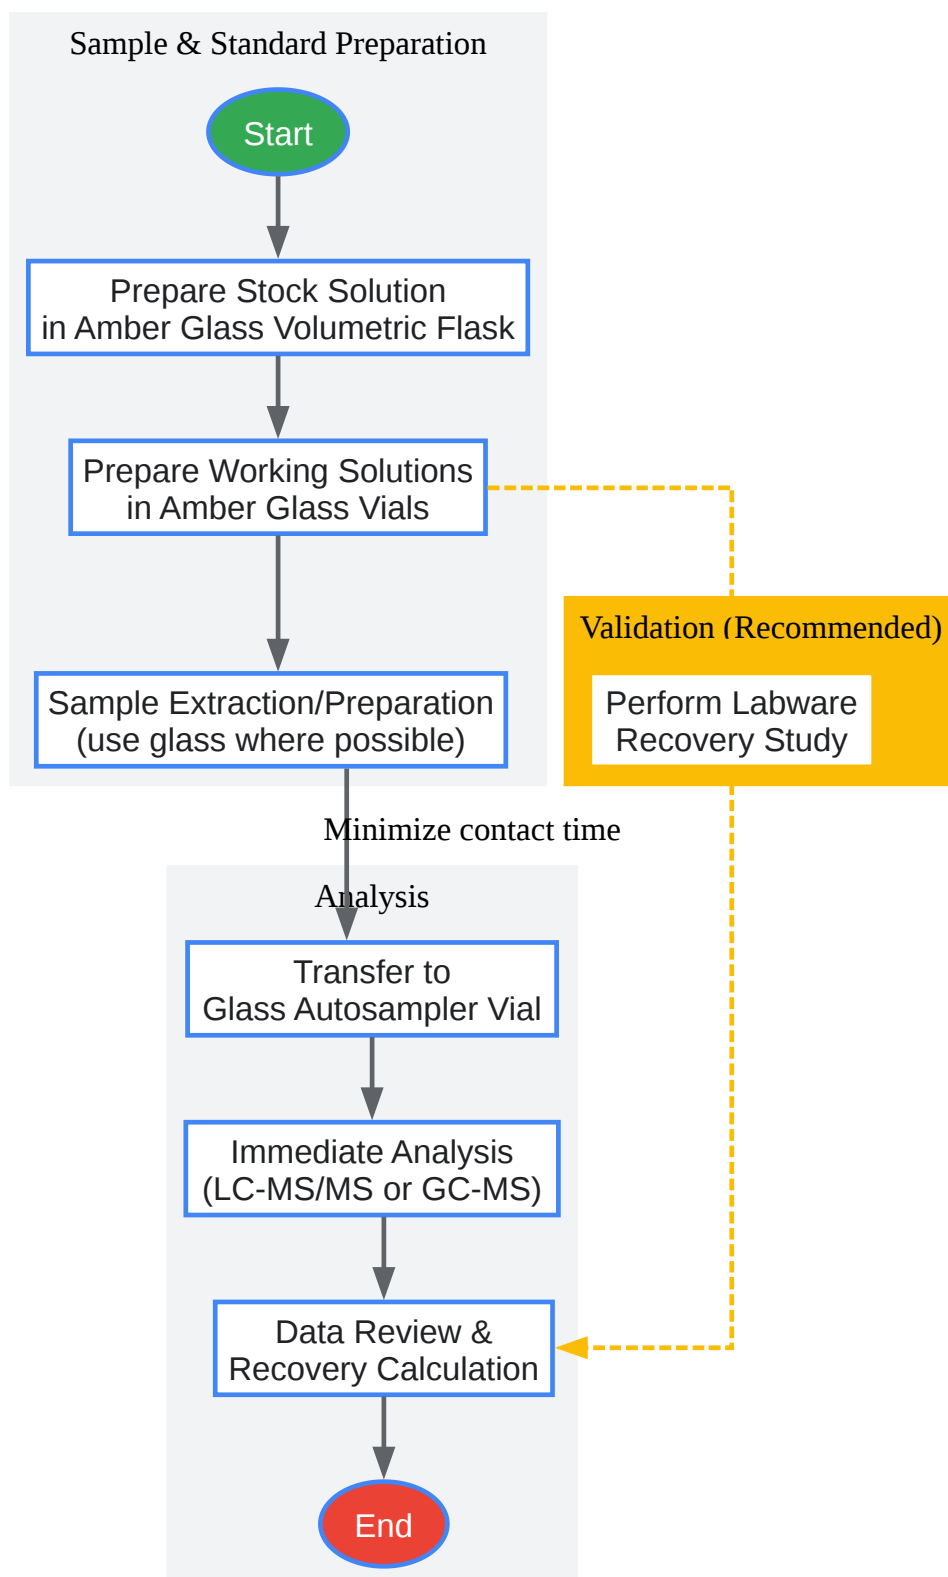 Sample & Standard Preparation
Start
Prepare Stock Solution
in Amber Glass Volumetric Flask
Prepare Working Solutions
in Amber Glass Vials
Validation (Recommended)
Sample Extraction/Preparation
(use glass where possible)
Perform Labware
Recovery Study
Minimize contact time
Analysis
Transfer to
Glass Autosampler Vial
Immediate Analysis
(LC-MS/MS or GC-MS)
Data Review &
Recovery Calculation
End